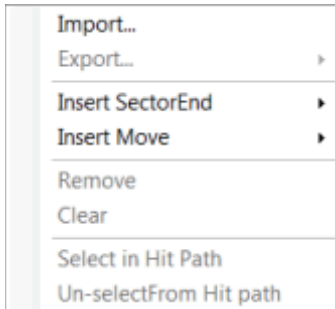 Import...
Export...
Insert SectorEnd
Insert Move
Remove
Clear
Select in Hit Path
Un-selectFrom Hit path